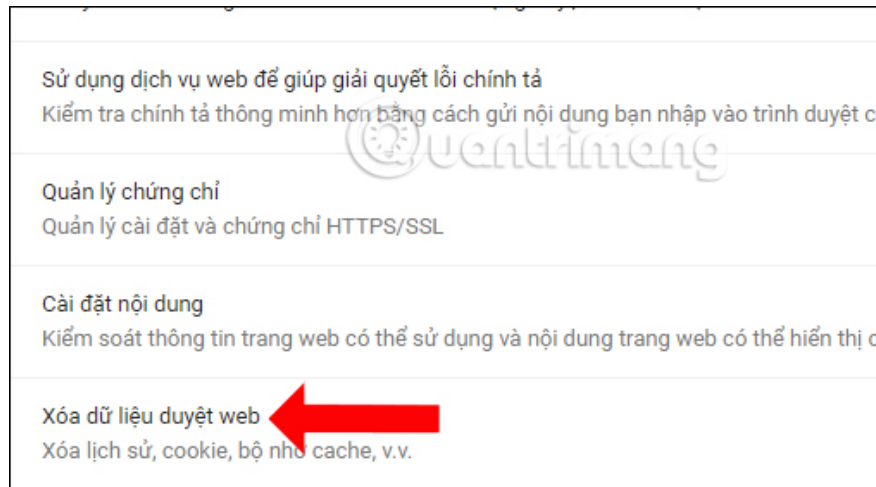 Sử dụng dịch vụ web để giúp giải quyết lỗi chính tả
Kiểm tra chính tả thông minh hơn bằng cách gửi nội dung bạn nhập vào trình duyệt
Quantrimang
Quản lý chứng chỉ
Quản lý cài đặt và chứng chỉ HTTPS/SSL
Cài đặt nội dung
Kiểm soát thông tin trang web có thể sử dụng và nội dung trang web có thể hiển thị
Xóa dữ liệu duyệt web
Xóa lịch sử, cookie, bộ nhớ cache, v.v.